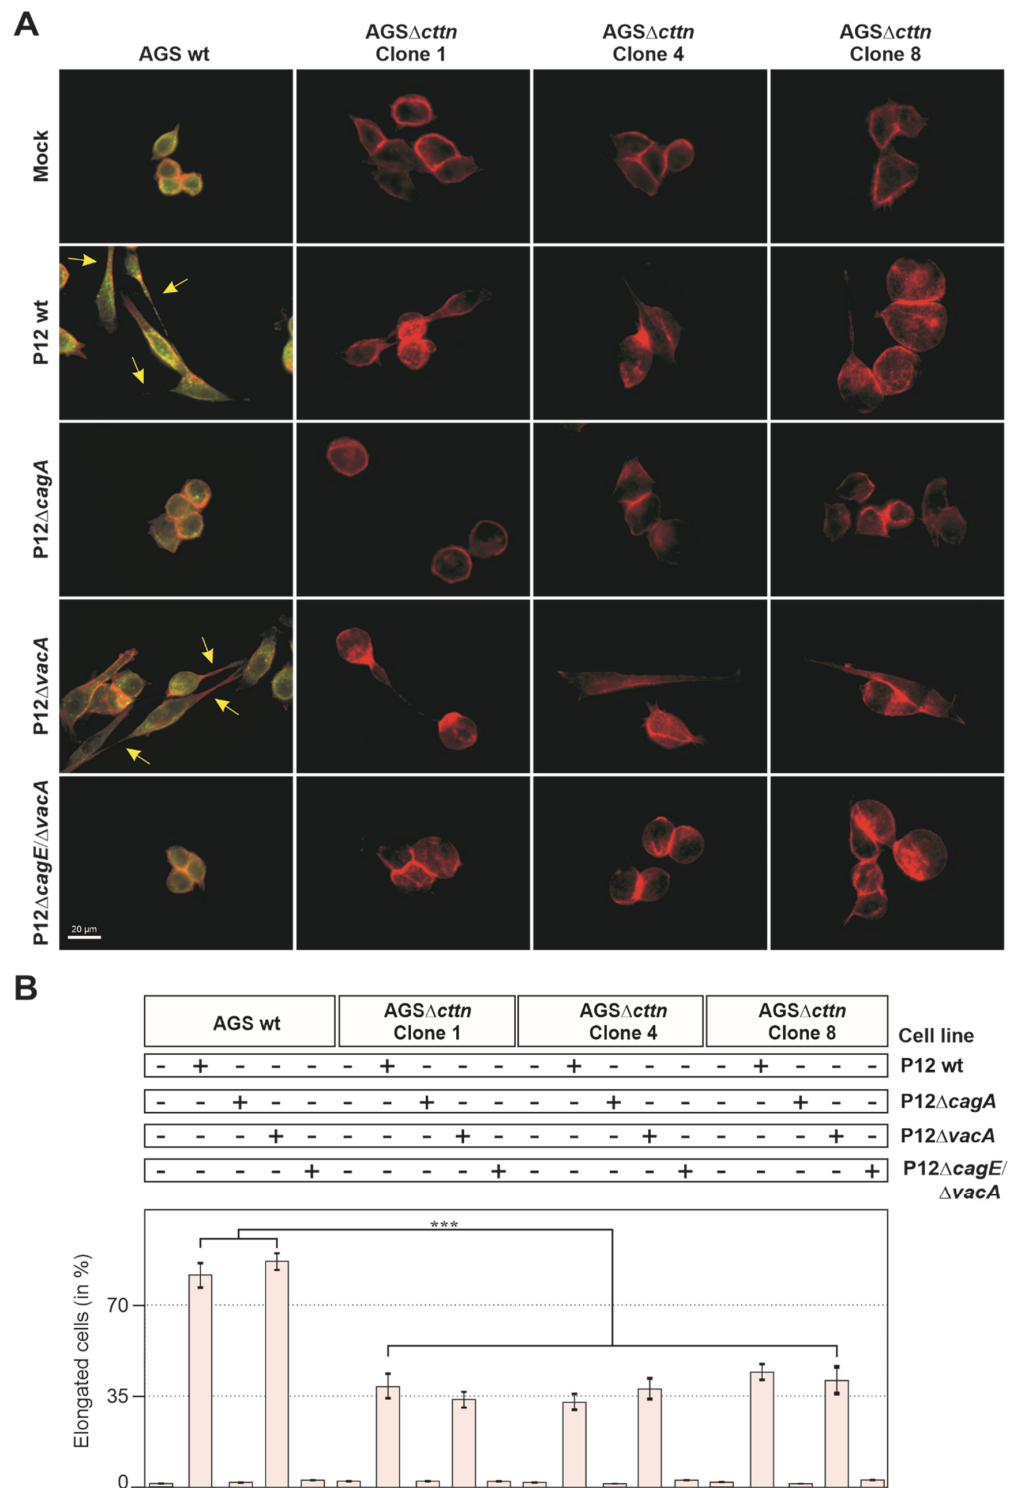 A
AGS wt
AGSΔcttn
Clone 1
AGSΔcttn
Clone 4
AGSΔcttn
Clone 8
Mock
P12 wt
P12ΔcagA
P12ΔvacA
P12ΔcagE/ΔvacA
20 µm
B
AGS wt
AGSΔcttn
Clone 1
AGSΔcttn
Clone 4
AGSΔcttn
Clone 8
Cell line
- + - - - - + - - - + - - - - + - - - P12 wt
- - + - - - - + - - - - + - - - - + - - P12ΔcagA
- - - + - - - - + - - - - + - - - - + - P12ΔvacA
- - - - + - - - - + - - - - + - - - - + P12ΔcagE/
ΔvacA
***
Elongated cells (in %)
70
35
0